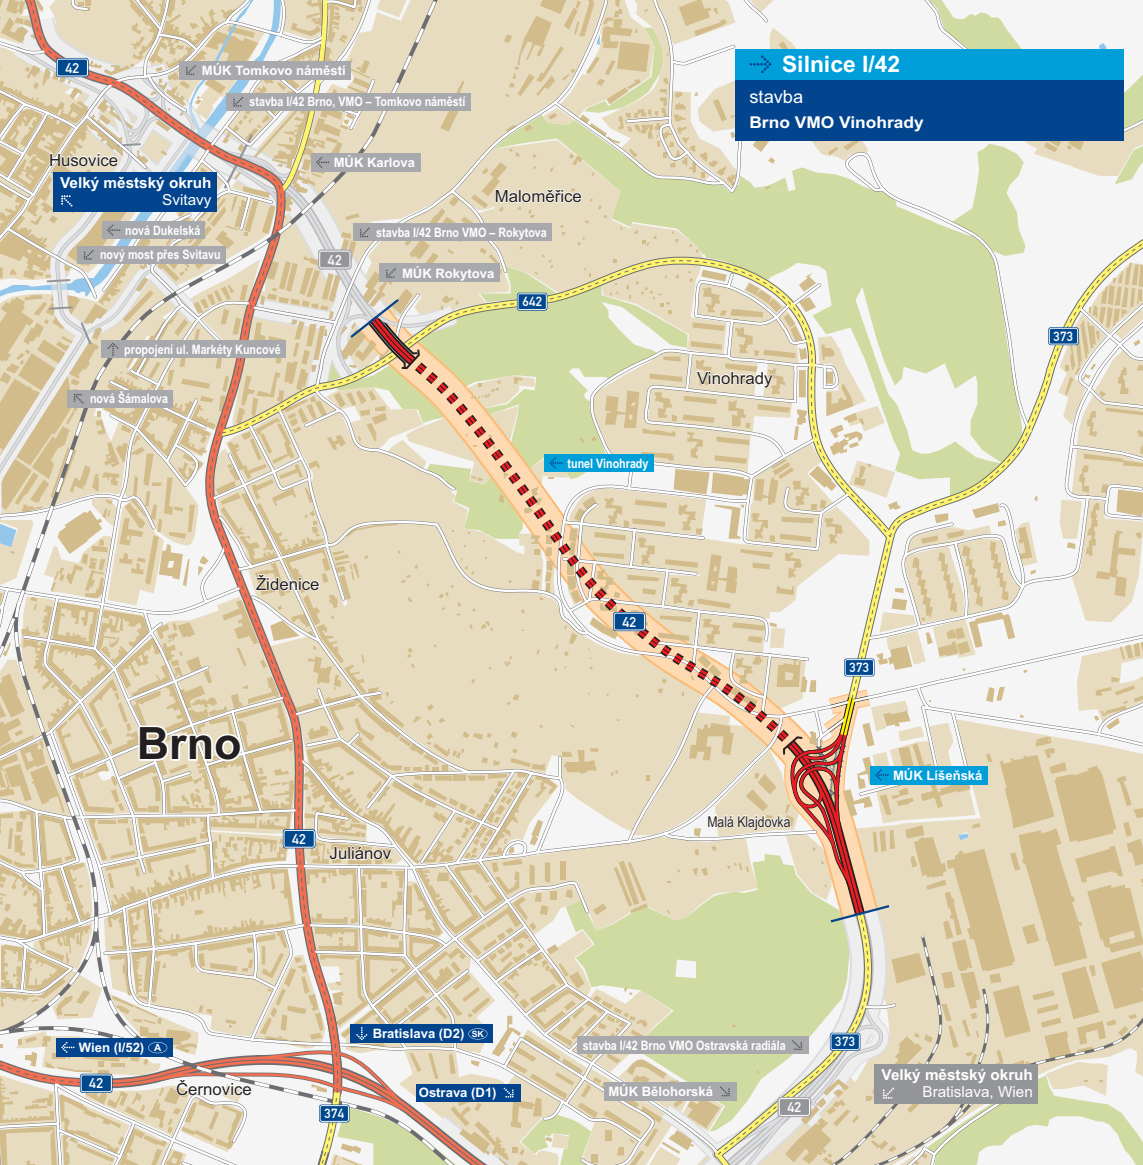 Silnice I/42
stavba
Brno VMO Vinohrady
42
MÚK Tomkovo náměstí
stavba I/42 Brno, VMO – Tomkovo náměstí
Husovice
MÚK Karlova
Velký městský okruh
Svitavy
Maloměřice
nová Dukelská
stavba I/42 Brno VMO – Rokytova
nový most přes Svitavu
42
MÚK Rokytova
642
373
propojení ul. Markéty Kuncové
Vinohrady
nová Šámalova
tunel Vinohrady
Židenice
42
373
Brno
MÚK Líšeňská
Malá Klajdovka
42
Juliánov
Bratislava (D2) SK
Wien (I/52) A
stavba I/42 Brno VMO Ostravská radiála
373
Velký městský okruh
Bratislava, Wien
42
Černovice
Ostrava (D1)
MÚK Bělohorská
42
374